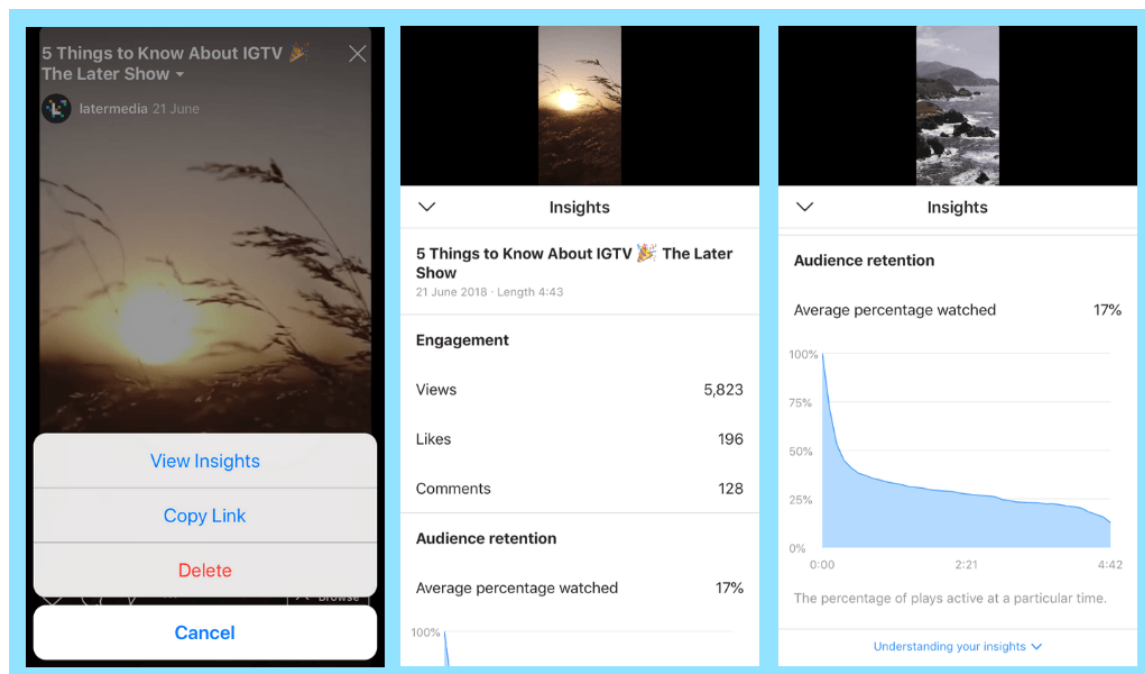 5 Things to Know About IGTV 🎉
The Later Show
latermedia 21 June
View Insights
Copy Link
Delete
Browse
Cancel
Insights
5 Things to Know About IGTV 🎉 The Later
Show
21 June 2018 · Length 4:43
Engagement
Views 5,823
Likes 196
Comments 128
Audience retention
Average percentage watched 17%
100%
Insights
Audience retention
Average percentage watched 17%
100%
75%
50%
25%
0%
0:00 2:21 4:42
The percentage of plays active at a particular time.
Understanding your insights